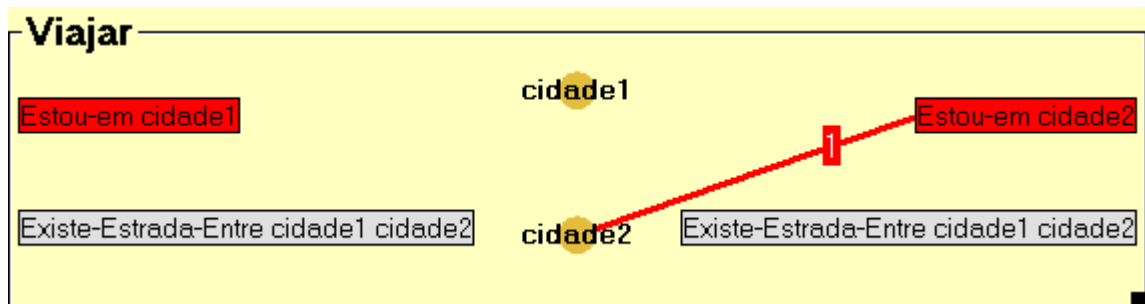 Viajar
cidade1
Estou-em cidade1
Estou-em cidade2
1
Existe-Estrada-Entre cidade1 cidade2
cidade2
Existe-Estrada-Entre cidade1 cidade2